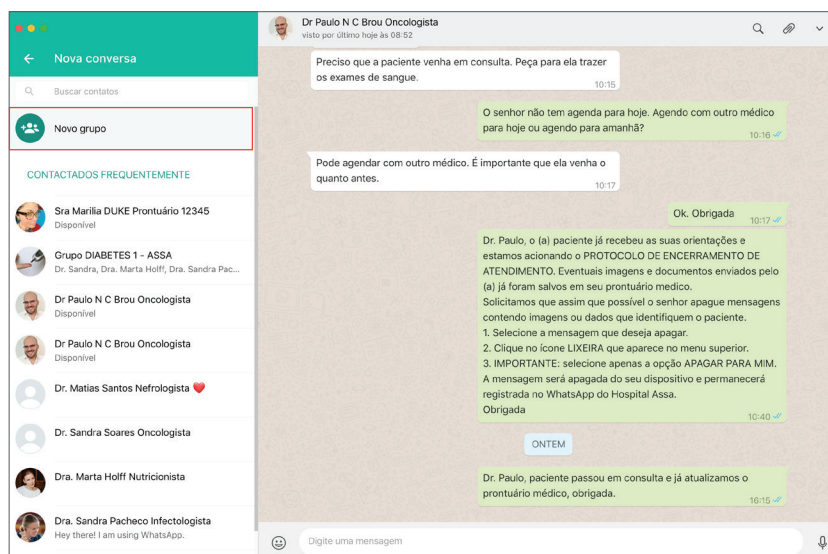 Nova conversa
Buscar contatos
Novo grupo
CONTACTADOS FREQUENTEMENTE
Sra Marilia DUKE Prontuário 12345
Disponível
Grupo DIABETES 1 - ASSA
Dr. Sandra, Dra. Marta Holff, Dra. Sandra Pac...
Dr Paulo N C Brou Oncologista
Disponível
Dr Paulo N C Brou Oncologista
Disponível
Dr. Matias Santos Nefrologista ❤️
Dr. Sandra Soares Oncologista
Dra. Marta Holff Nutricionista
Dra. Sandra Pacheco Infectologista
Hey there! I am using WhatsApp.
Dr Paulo N C Brou Oncologista
visto por último hoje às 08:52
Preciso que a paciente venha em consulta. Peça para ela trazer
os exames de sangue.
10:15
O senhor não tem agenda para hoje. Agendo com outro médico
para hoje ou agendo para amanhã?
10:16
Pode agendar com outro médico. É importante que ela venha o
quanto antes.
10:17
Ok. Obrigada
10:17
Dr. Paulo, o (a) paciente já recebeu as suas orientações e
estamos acionando o PROTOCOLO DE ENCERRAMENTO DE
ATENDIMENTO. Eventuais imagens e documentos enviados pelo
(a) já foram salvos em seu prontuário medico.
Solicitamos que assim que possível o senhor apague mensagens
contendo imagens ou dados que identifiquem o paciente.
1. Selecione a mensagem que deseja apagar.
2. Clique no ícone LIXEIRA que aparece no menu superior.
3. IMPORTANTE: selecione apenas a opção APAGAR PARA MIM.
A mensagem será apagada do seu dispositivo e permanecerá
registrada no WhatsApp do Hospital Assa.
Obrigada
10:40
ONTEM
Dr. Paulo, paciente passou em consulta e já atualizamos o
prontuário médico, obrigada.
16:15
Digite uma mensagem